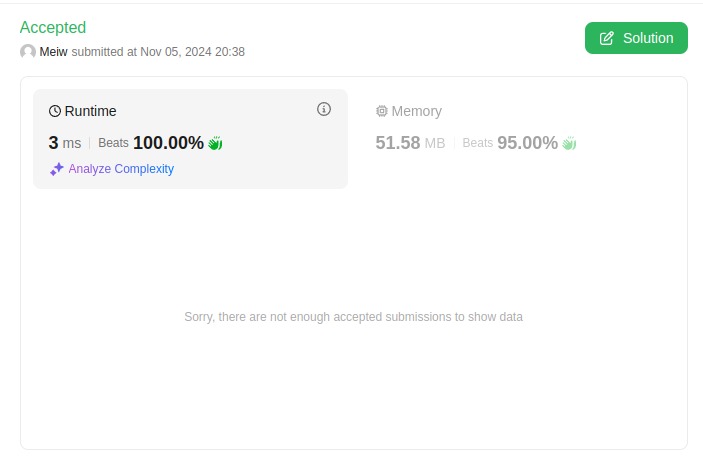 Accepted
Meiw submitted at Nov 05, 2024 20:38
Solution
Runtime
3 ms Beats 100.00%
Analyze Complexity
Memory
51.58 MB Beats 95.00%
Sorry, there are not enough accepted submissions to show data